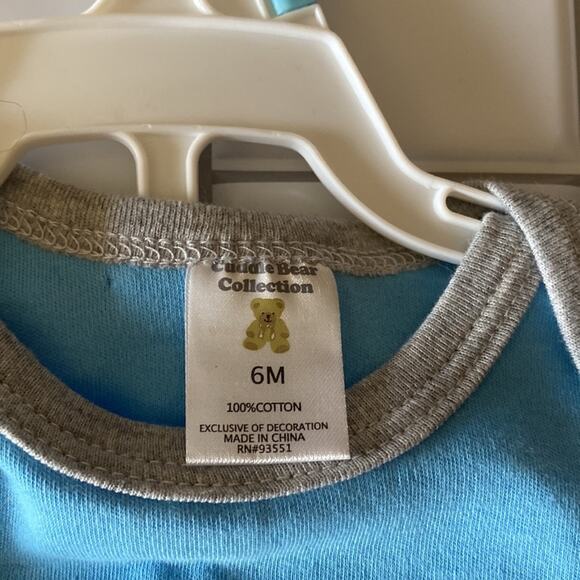 Cuddle Bear
Collection
6M
100%COTTON
EXCLUSIVE OF DECORATION
MADE IN CHINA
RN#93551